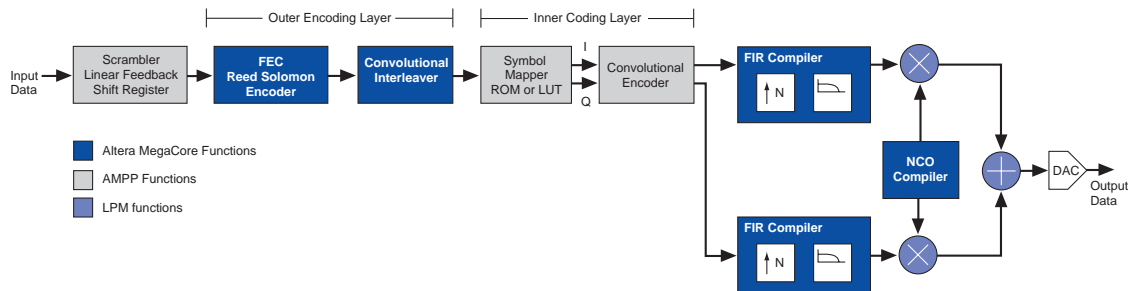 Outer Encoding Layer
Inner Coding Layer
Input
Data
Scrambler
Linear Feedback
Shift Register
FEC
Reed Solomon
Encoder
Convolutional
Interleaver
Symbol
Mapper
ROM or LUT
I
Q
Convolutional
Encoder
FIR Compiler
N
NCO
Compiler
DAC
Output
Data
FIR Compiler
N
Altera MegaCore Functions
AMPP Functions
LPM functions